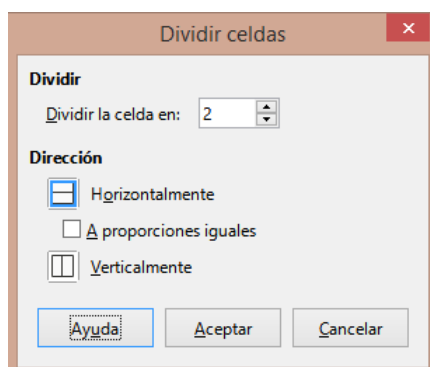 Dividir celdas
Dividir
Dividir la celda en: 2
Dirección
Horizontalmente
A proporciones iguales
Verticalmente
Ayuda Aceptar Cancelar